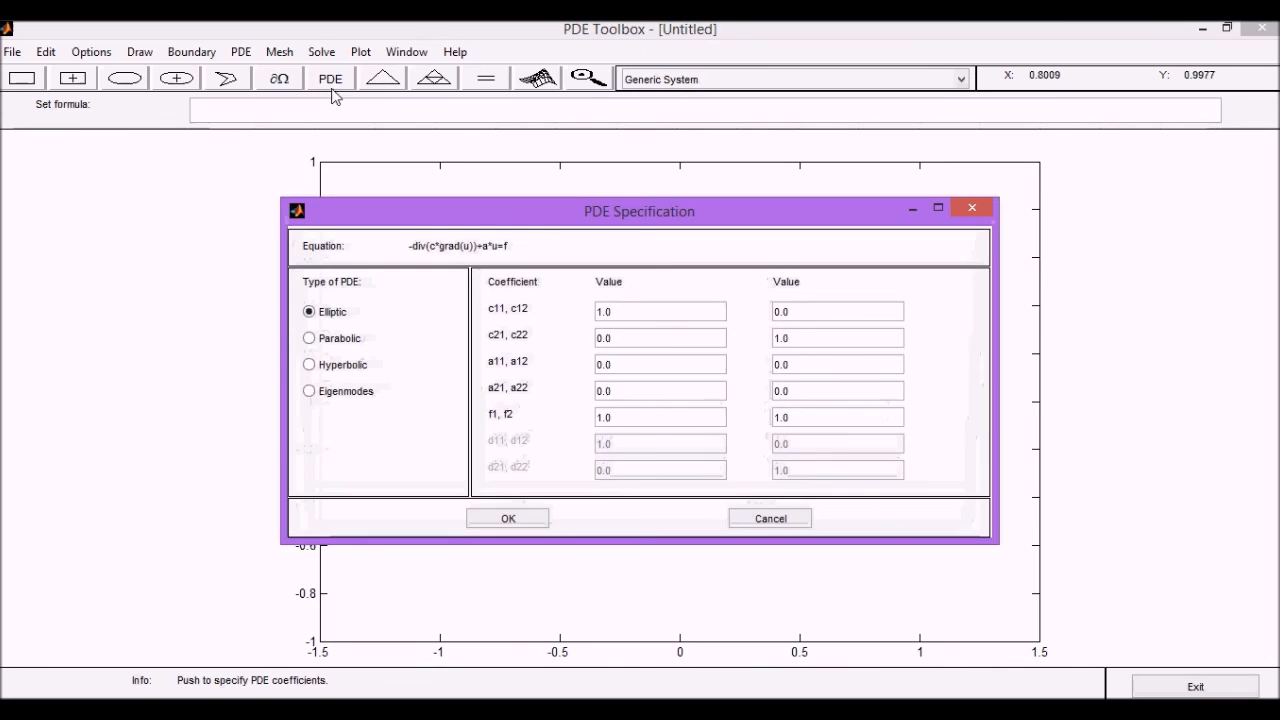 PDE Toolbox - [Untitled]
File Edit Options Draw Boundary PDE Mesh Solve Plot Window Help
∂Ω PDE = Generic System X: 0.8009 Y: 0.9977
Set formula:
1
PDE Specification
Equation: -div(c*grad(u))+a*u=f
Type of PDE: Coefficient Value Value
Elliptic c11, c12 1.0 0.0
Parabolic c21, c22 0.0 1.0
Hyperbolic a11, a12 0.0 0.0
Eigenmodes a21, a22 0.0 0.0
f1, f2 1.0 1.0
d11, d12 1.0 0.0
d21, d22 0.0 1.0
OK Cancel
-0.6
-0.8
-1
-1.5 -1 -0.5 0 0.5 1 1.5
Info: Push to specify PDE coefficients. Exit